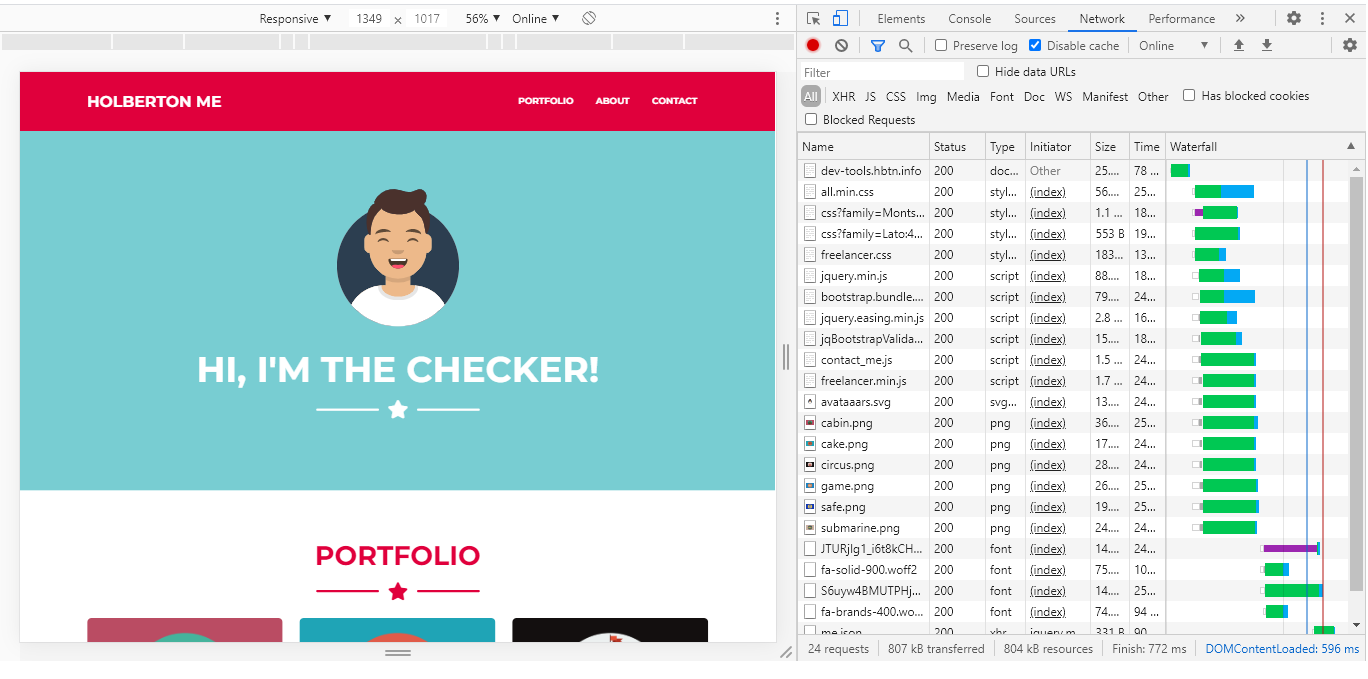 Responsive ▼ 1349 × 1017 56% ▼ Online ▼
HOLBERTON ME
PORTFOLIO ABOUT CONTACT
HI, I'M THE CHECKER!
PORTFOLIO
Elements Console Sources Network Performance »
Preserve log Disable cache Online ▼
Filter Hide data URLs
All XHR JS CSS Img Media Font Doc WS Manifest Other Has blocked cookies
Blocked Requests
Name Status Type Initiator Size Time Waterfall ▲
dev-tools.hbtn.info 200 doc... Other 25.... 78 ...
all.min.css 200 styl... (index) 56.... 25...
css?family=Monts... 200 styl... (index) 1.1 ... 18...
css?family=Lato:4... 200 styl... (index) 553 B 19...
freelancer.css 200 styl... (index) 183... 13...
jquery.min.js 200 script (index) 88.... 18...
bootstrap.bundle.... 200 script (index) 79.... 24...
jquery.easing.min.js 200 script (index) 2.8 ... 16...
jqBootstrapValida... 200 script (index) 15.... 18...
contact_me.js 200 script (index) 1.5 ... 24...
freelancer.min.js 200 script (index) 1.7 ... 24...
avataaars.svg 200 svg... (index) 13.... 24...
cabin.png 200 png (index) 36.... 25...
cake.png 200 png (index) 17.... 24...
circus.png 200 png (index) 28.... 24...
game.png 200 png (index) 26.... 25...
safe.png 200 png (index) 19.... 25...
submarine.png 200 png (index) 24.... 24...
JTURjIg1_i6t8kCH... 200 font (index) 14.... 24...
fa-solid-900.woff2 200 font (index) 75.... 10...
S6uyw4BMUTPHj... 200 font (index) 14.... 25...
fa-brands-400.wo... 200 font (index) 74.... 94 ...
me.json 200 xhr jquery.m... 331 B 90...
24 requests 807 kB transferred 804 kB resources Finish: 772 ms DOMContentLoaded: 596 ms